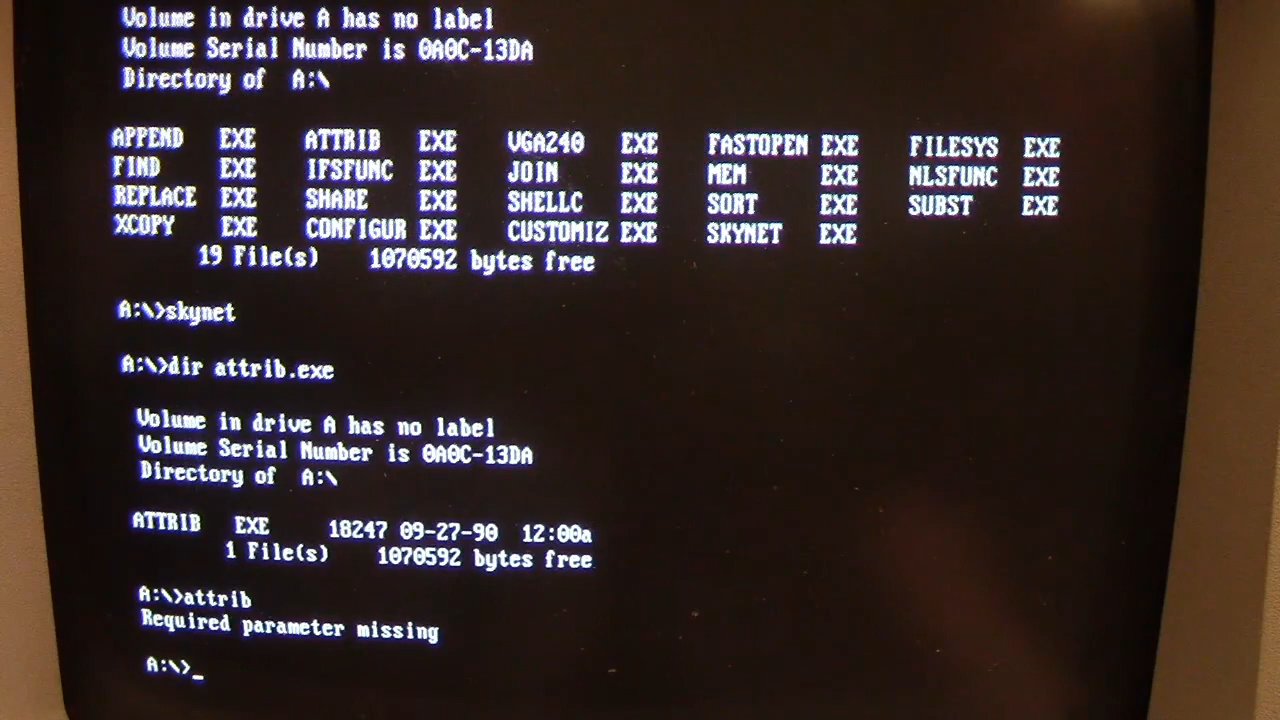 Volume in drive A has no label
Volume Serial Number is 0A0C-13DA
Directory of A:\
APPEND EXE ATTRIB EXE VGA240 EXE FASTOPEN EXE FILESYS EXE
FIND EXE IFSFUNC EXE JOIN EXE MEM EXE NLSFUNC EXE
REPLACE EXE SHARE EXE SHELLC EXE SORT EXE SUBST EXE
XCOPY EXE CONFIGUR EXE CUSTOMIZ EXE SKYNET EXE
19 File(s) 1070592 bytes free
A:\>skynet
A:\>dir attrib.exe
Volume in drive A has no label
Volume Serial Number is 0A0C-13DA
Directory of A:\
ATTRIB EXE 18247 09-27-90 12:00a
1 File(s) 1070592 bytes free
A:\>attrib
Required parameter missing
A:\>_